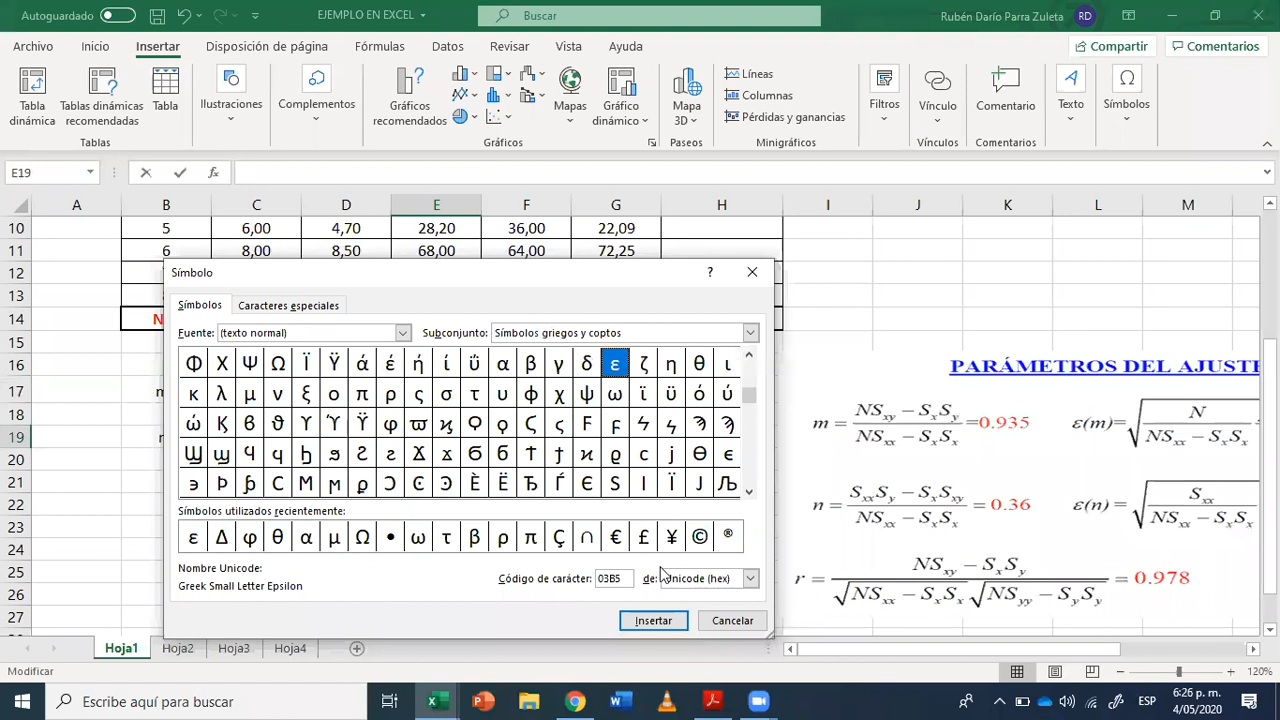 Autoguardado EJEMPLO EN EXCEL Buscar Rubén Darío Parra Zuleta RD
Archivo Inicio Insertar Disposición de página Fórmulas Datos Revisar Vista Ayuda Compartir Comentarios
Tabla dinámica
Tablas dinámicas recomendadas
Tabla
Ilustraciones
Complementos
Gráficos recomendados
Mapas
Gráfico dinámico
Mapa 3D
Líneas
Columnas
Pérdidas y ganancias
Filtros
Vínculo
Comentario
Texto
Símbolos
Tablas Gráficos Paseos Minigráficos Vínculos Comentarios
E19 fx
A B C D E F G H I J K L M
10 5 6,00 4,70 28,20 36,00 22,09
11 6 8,00 8,50 68,00 64,00 72,25
12
13
14 N
15
16
17 m
18
19
20
21
22
23
24
25
26
27
Símbolo ?
Símbolos Caracteres especiales
Fuente: (texto normal) Subconjunto: Símbolos griegos y coptos
Φ Χ Ψ Ω Ϊ Ϋ ά έ ή ί ΰ α β γ δ ε ζ η θ ι
κ λ μ ν ξ ο π ρ ς σ τ υ φ χ ψ ω ϊ ϋ ό ύ
Símbolos utilizados recientemente:
ε Δ φ θ α μ Ω • ω τ β ρ π Ç ∩ € £ ¥ © ®
Nombre Unicode:
Greek Small Letter Epsilon
Código de carácter: 03B5 de: Unicode (hex)
Insertar Cancelar
PARÁMETROS DEL AJUSTE
m = (NSxy − SxSy) / (NSxx − SxSx) =0.935 ε(m)= √ N / (NSxx − SxSx)
n = (SxxSy − SxSxy) / (NSxx − SxSx) = 0.36 ε(n)= √ Sxx / (NSxx − SxSx)
r = (NSxy − SxSy) / (√NSxx − SxSx √NSyy − SySy) = 0.978
Hoja1 Hoja2 Hoja3 Hoja4
Modificar 120%
Escribe aquí para buscar ESP 6:26 p. m.
4/05/2020